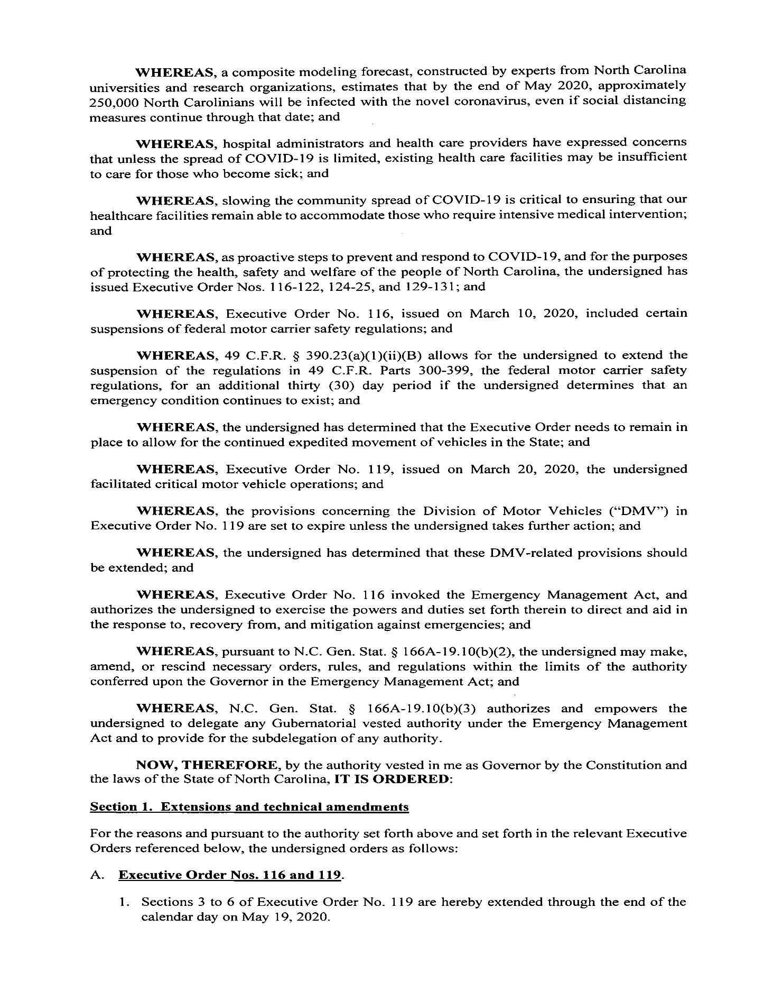 WHEREAS, a composite modeling forecast, constructed by experts from North Carolina
universities and research organizations, estimates that by the end of May 2020, approximately
250,000 North Carolinians will be infected with the novel coronavirus, even if social distancing
measures continue through that date; and
WHEREAS, hospital administrators and health care providers have expressed concerns
that unless the spread of COVID-19 is limited, existing health care facilities may be insufficient
to care for those who become sick; and
WHEREAS, slowing the community spread of COVID-19 is critical to ensuring that our
healthcare facilities remain able to accommodate those who require intensive medical intervention;
and
WHEREAS, as proactive steps to prevent and respond to COVID-19, and for the purposes
of protecting the health, safety and welfare of the people of North Carolina, the undersigned has
issued Executive Order Nos. 116-122, 124-25, and 129-131; and
WHEREAS, Executive Order No. 116, issued on March 10, 2020, included certain
suspensions of federal motor carrier safety regulations; and
WHEREAS, 49 C.F.R. § 390.23(a)(1)(ii)(B) allows for the undersigned to extend the
suspension of the regulations in 49 C.F.R. Parts 300-399, the federal motor carrier safety
regulations, for an additional thirty (30) day period if the undersigned determines that an
emergency condition continues to exist; and
WHEREAS, the undersigned has determined that the Executive Order needs to remain in
place to allow for the continued expedited movement of vehicles in the State; and
WHEREAS, Executive Order No. 119, issued on March 20, 2020, the undersigned
facilitated critical motor vehicle operations; and
WHEREAS, the provisions concerning the Division of Motor Vehicles (“DMV”) in
Executive Order No. 119 are set to expire unless the undersigned takes further action; and
WHEREAS, the undersigned has determined that these DMV-related provisions should
be extended; and
WHEREAS, Executive Order No. 116 invoked the Emergency Management Act, and
authorizes the undersigned to exercise the powers and duties set forth therein to direct and aid in
the response to, recovery from, and mitigation against emergencies; and
WHEREAS, pursuant to N.C. Gen. Stat. § 166A-19.10(b)(2), the undersigned may make,
amend, or rescind necessary orders, rules, and regulations within the limits of the authority
conferred upon the Governor in the Emergency Management Act; and
WHEREAS, N.C. Gen. Stat. § 166A-19.10(b)(3) authorizes and empowers the
undersigned to delegate any Gubernatorial vested authority under the Emergency Management
Act and to provide for the subdelegation of any authority.
NOW, THEREFORE, by the authority vested in me as Governor by the Constitution and
the laws of the State of North Carolina, IT IS ORDERED:
Section 1. Extensions and technical amendments
For the reasons and pursuant to the authority set forth above and set forth in the relevant Executive
Orders referenced below, the undersigned orders as follows:
A. Executive Order Nos. 116 and 119.
1. Sections 3 to 6 of Executive Order No. 119 are hereby extended through the end of the
calendar day on May 19, 2020.